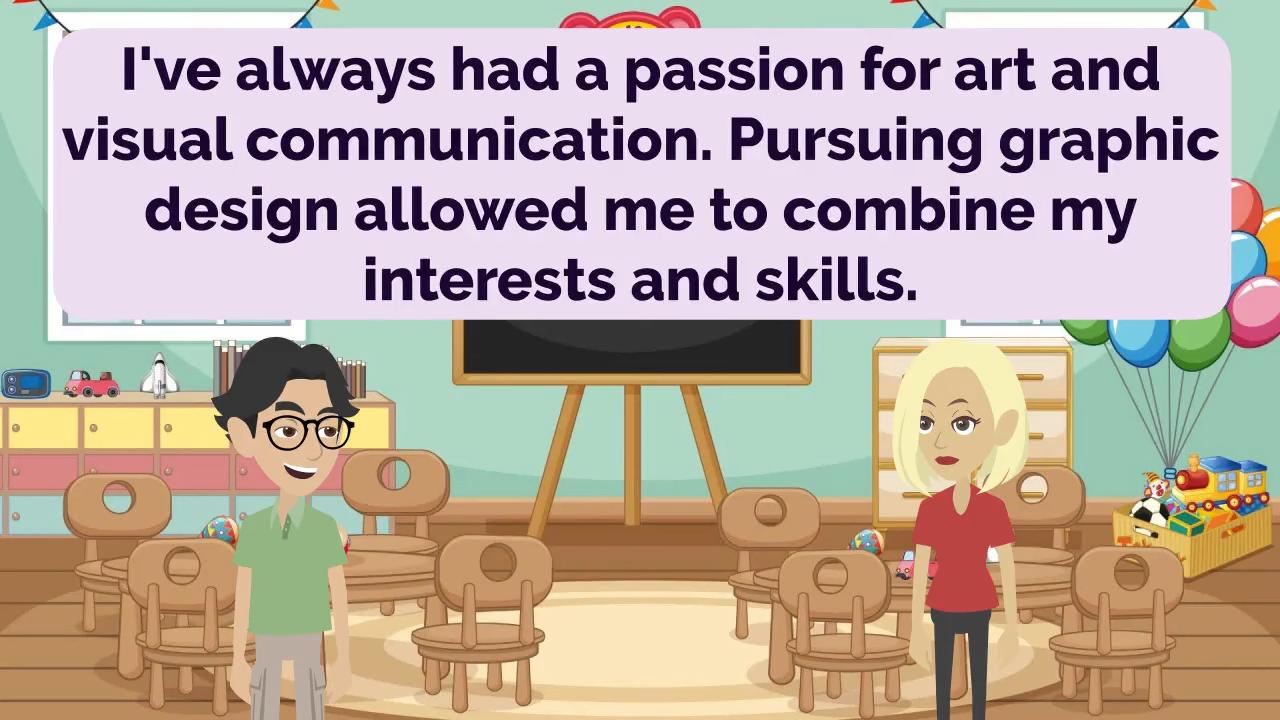 I've always had a passion for art and
visual communication. Pursuing graphic
design allowed me to combine my
interests and skills.